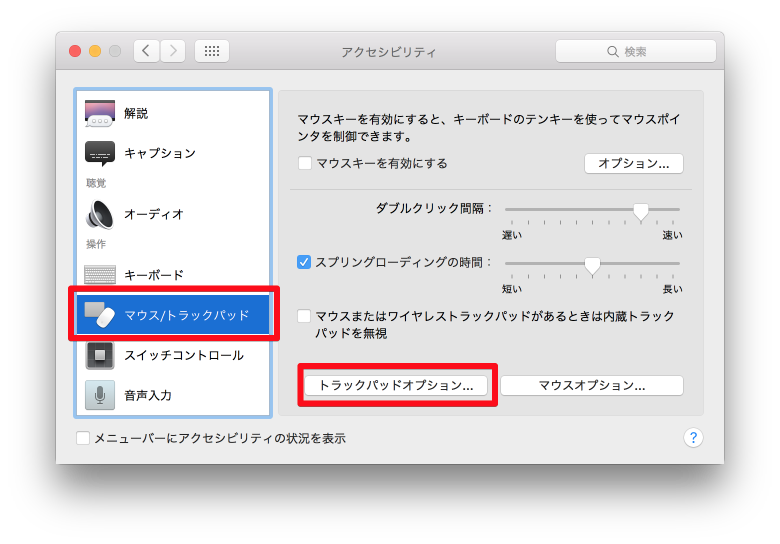 アクセシビリティ
検索
解説
キャプション
聴覚
オーディオ
操作
キーボード
マウス/トラックパッド
スイッチコントロール
音声入力
マウスキーを有効にすると、キーボードのテンキーを使ってマウスポイ
ンタを制御できます。
マウスキーを有効にする
オプション...
ダブルクリック間隔：
遅い
速い
スプリングローディングの時間：
短い
長い
マウスまたはワイヤレストラックパッドがあるときは内蔵トラック
パッドを無視
トラックパッドオプション...
マウスオプション...
メニューバーにアクセシビリティの状況を表示
?